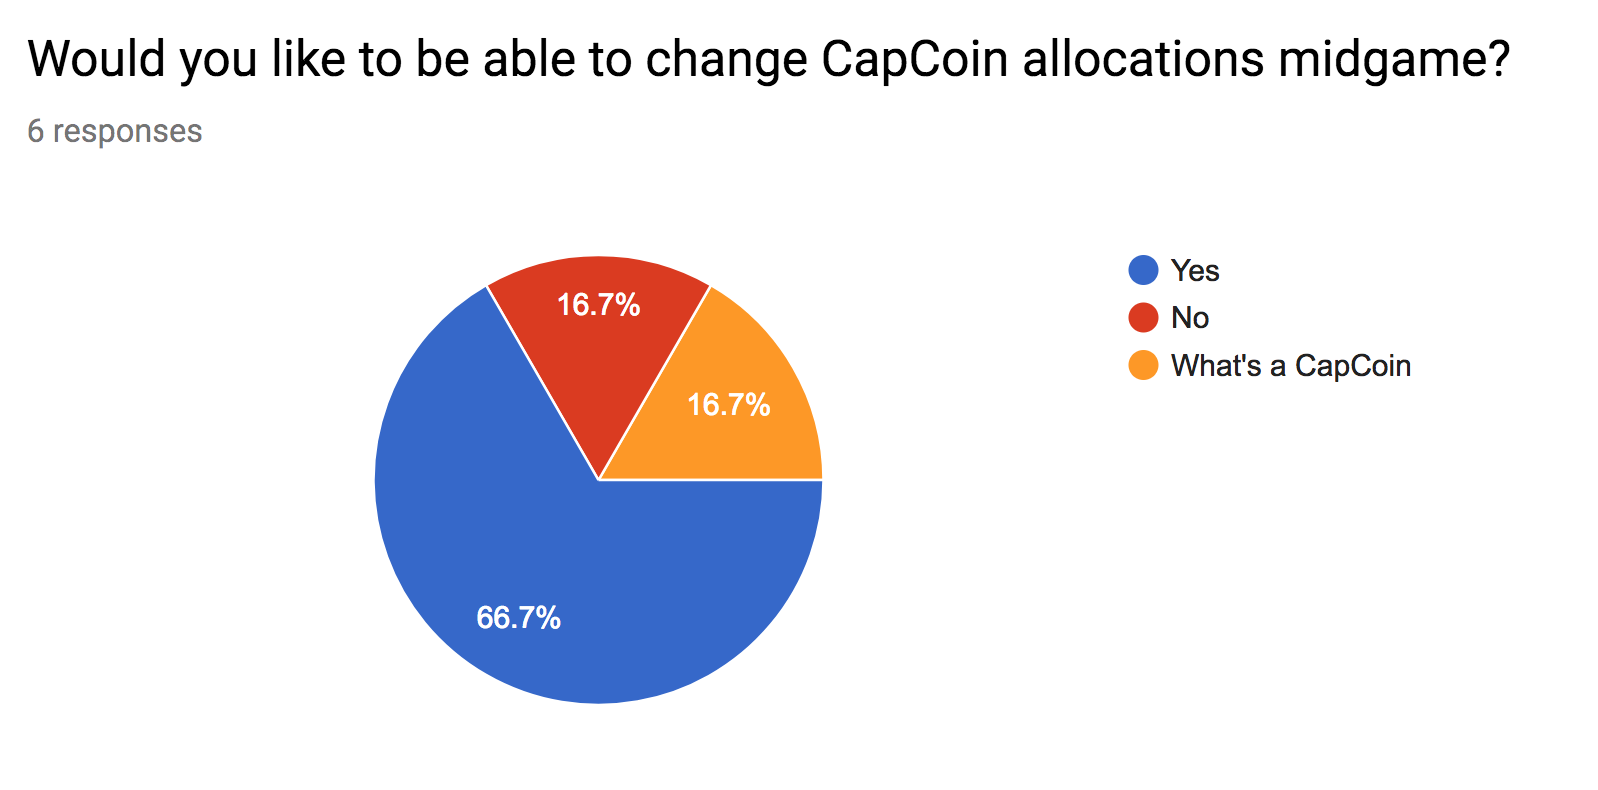 Would you like to be able to change CapCoin allocations midgame?
6 responses
Yes
No
What's a CapCoin
16.7%
16.7%
66.7%